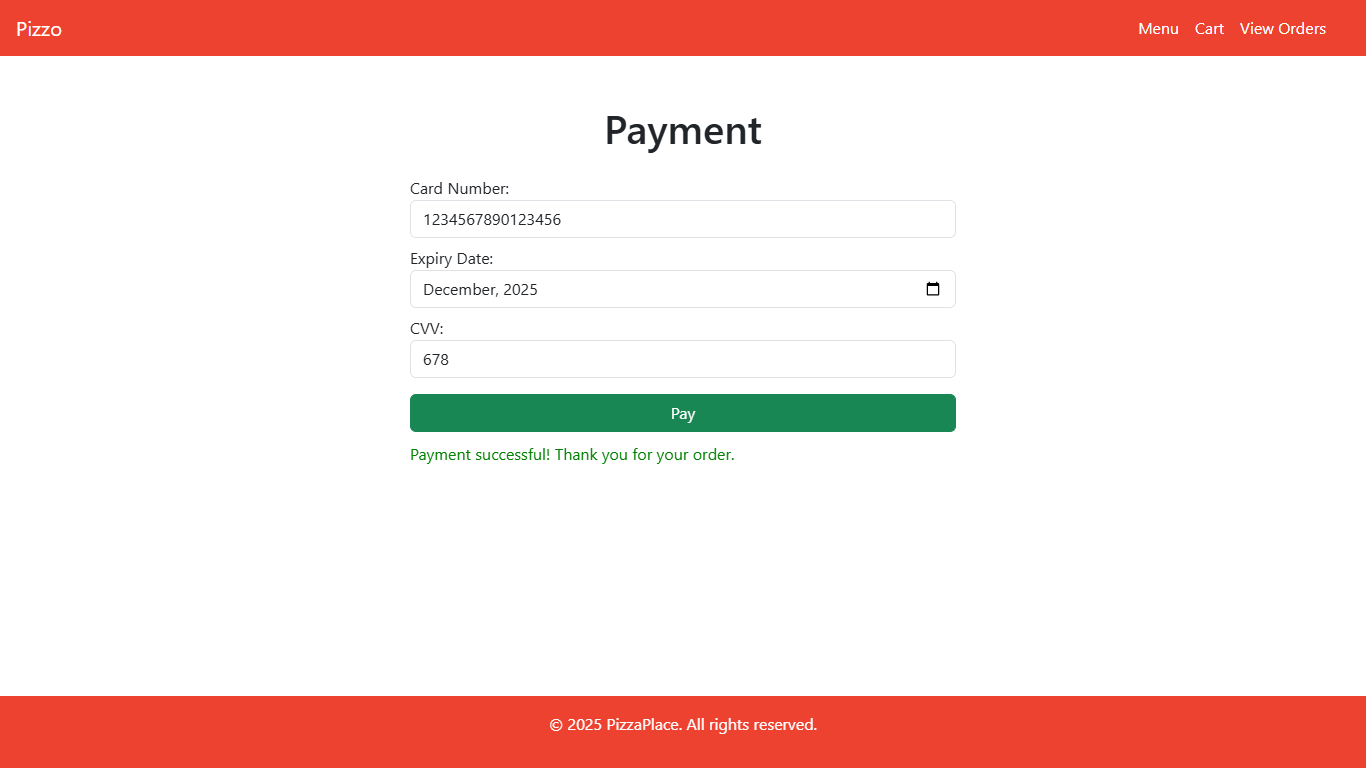 Pizzo
Menu Cart View Orders
Payment
Card Number:
1234567890123456
Expiry Date:
December, 2025
CVV:
678
Pay
Payment successful! Thank you for your order.
© 2025 PizzaPlace. All rights reserved.